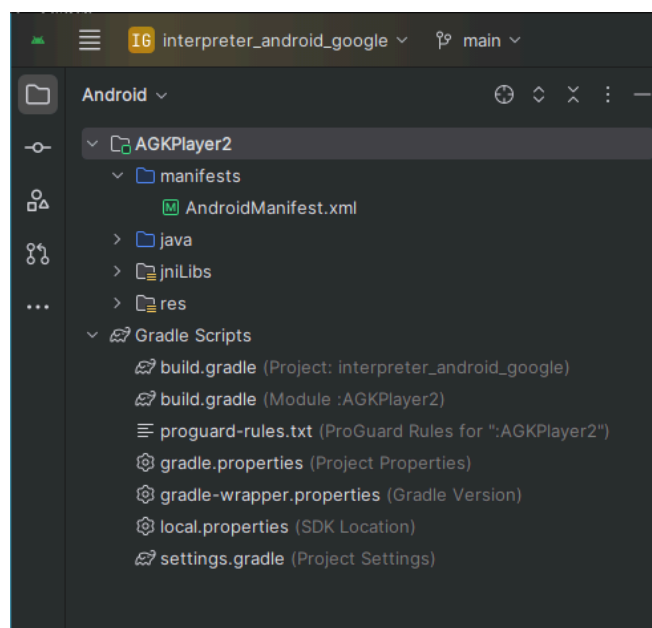 IG interpreter_android_google main
Android
AGKPlayer2
manifests
M AndroidManifest.xml
java
jniLibs
res
Gradle Scripts
build.gradle (Project: interpreter_android_google)
build.gradle (Module :AGKPlayer2)
proguard-rules.txt (ProGuard Rules for ":AGKPlayer2")
gradle.properties (Project Properties)
gradle-wrapper.properties (Gradle Version)
local.properties (SDK Location)
settings.gradle (Project Settings)